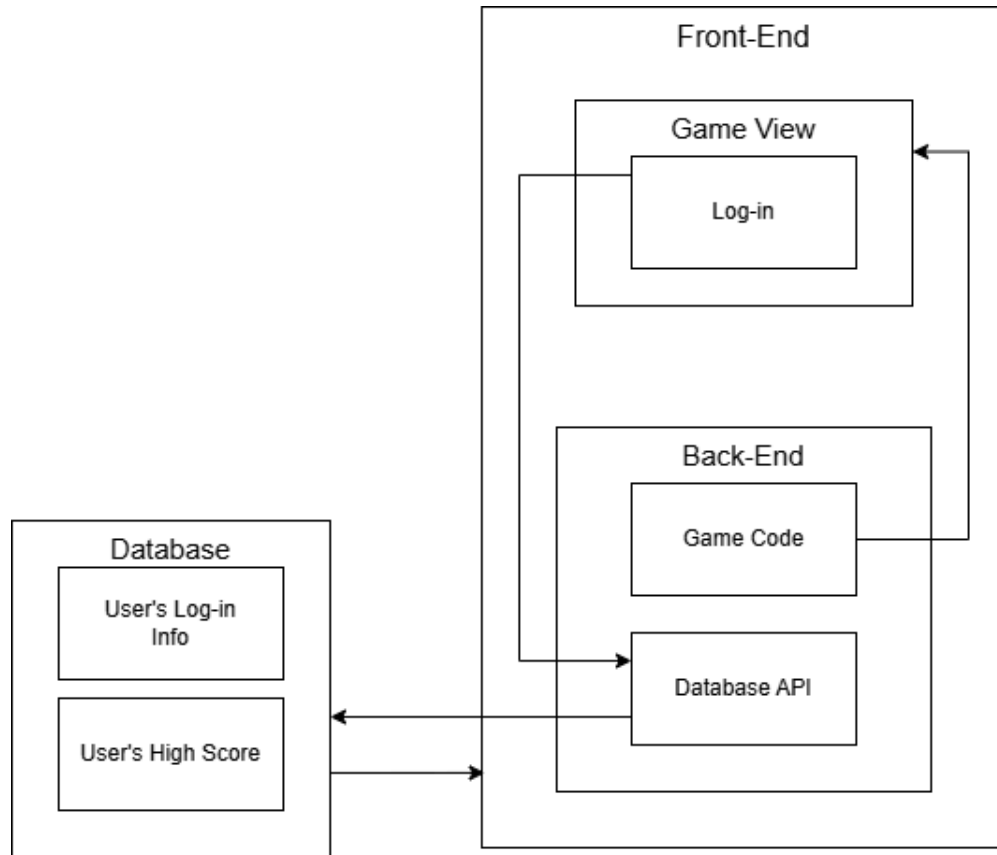 Front-End
Game View
Log-in
Back-End
Game Code
Database API
Database
User's Log-in
Info
User's High Score